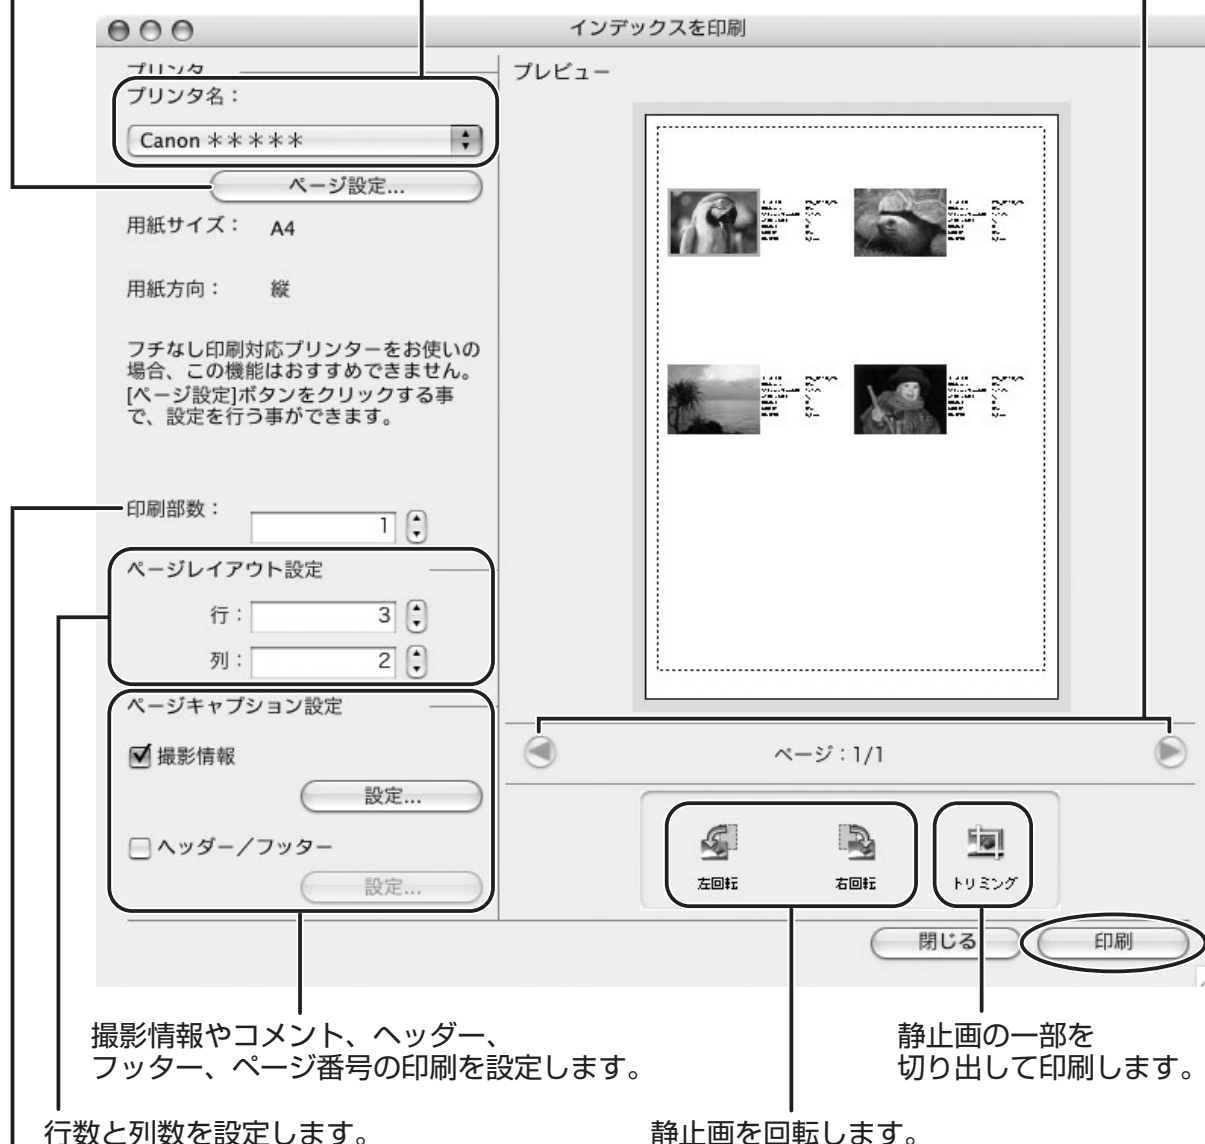 インデックスを印刷
プリンタ
プリンタ名：
Canon ＊＊＊＊＊
ページ設定...
用紙サイズ： A4
用紙方向： 縦
フチなし印刷対応プリンターをお使いの
場合、この機能はおすすめできません。
[ページ設定]ボタンをクリックする事
で、設定を行う事ができます。
印刷部数： 1
ページレイアウト設定
行： 3
列： 2
ページキャプション設定
撮影情報
設定...
ヘッダー/フッター
設定...
プレビュー
ページ：1/1
左回転
右回転
トリミング
閉じる
印刷
撮影情報やコメント、ヘッダー、
フッター、ページ番号の印刷を設定します。
静止画の一部を
切り出して印刷します。
行数と列数を設定します。
静止画を回転します。